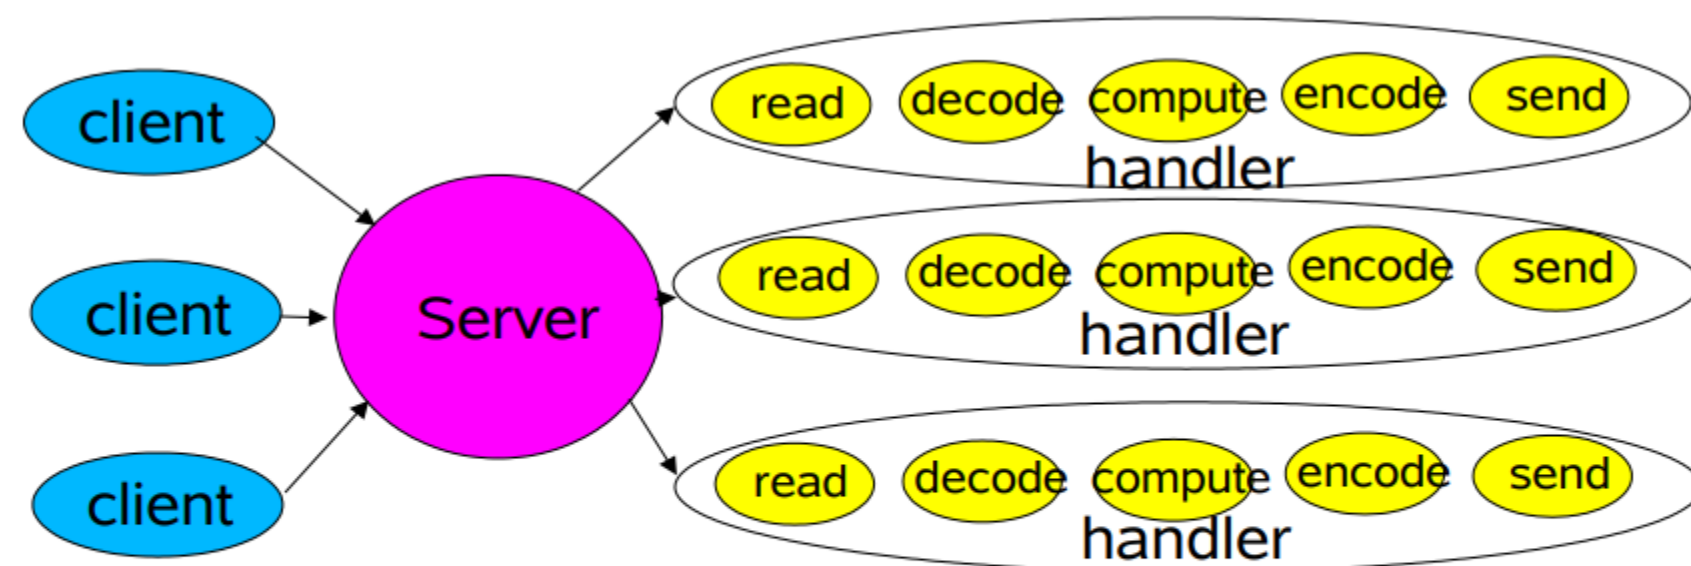 client
client
client
Server
read decode compute encode send
handler
read decode compute encode send
handler
read decode compute encode send
handler